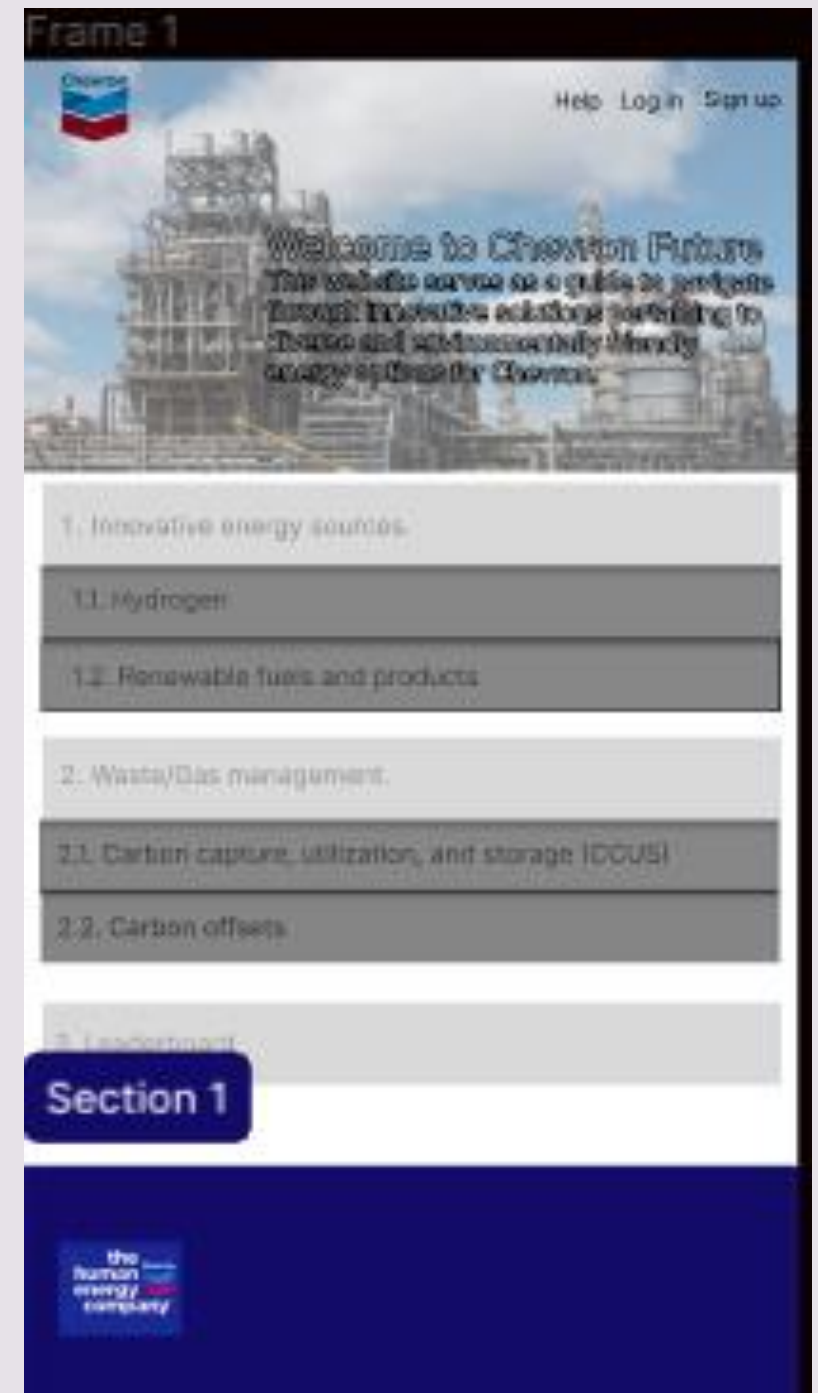 Frame 1
Chevron
Help Log in Sign up
Welcome to Chevron Future
This website serves as a guide to navigate
through innovative solutions pertaining to
diverse and environmentally friendly
energy options for Chevron.
1. Innovative energy sources.
1.1. Hydrogen
1.2. Renewable fuels and products
2. Waste/Gas management.
2.1. Carbon capture, utilization, and storage (CCUS)
2.2. Carbon offsets
3. Leaderboard
Section 1
the
human
energy
company